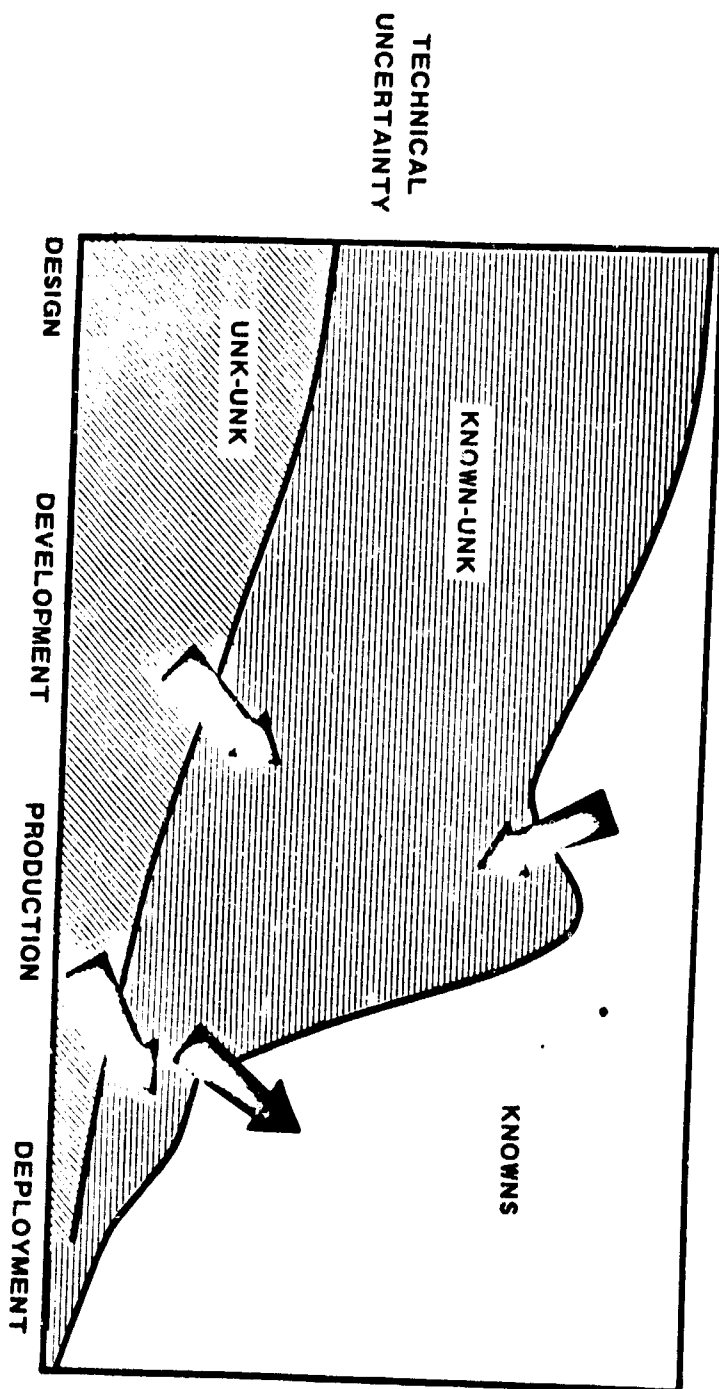 TECHNICAL
UNCERTAINTY
KNOWN-UNK
UNK-UNK
KNOWNS
DESIGN
DEVELOPMENT
PRODUCTION
DEPLOYMENT